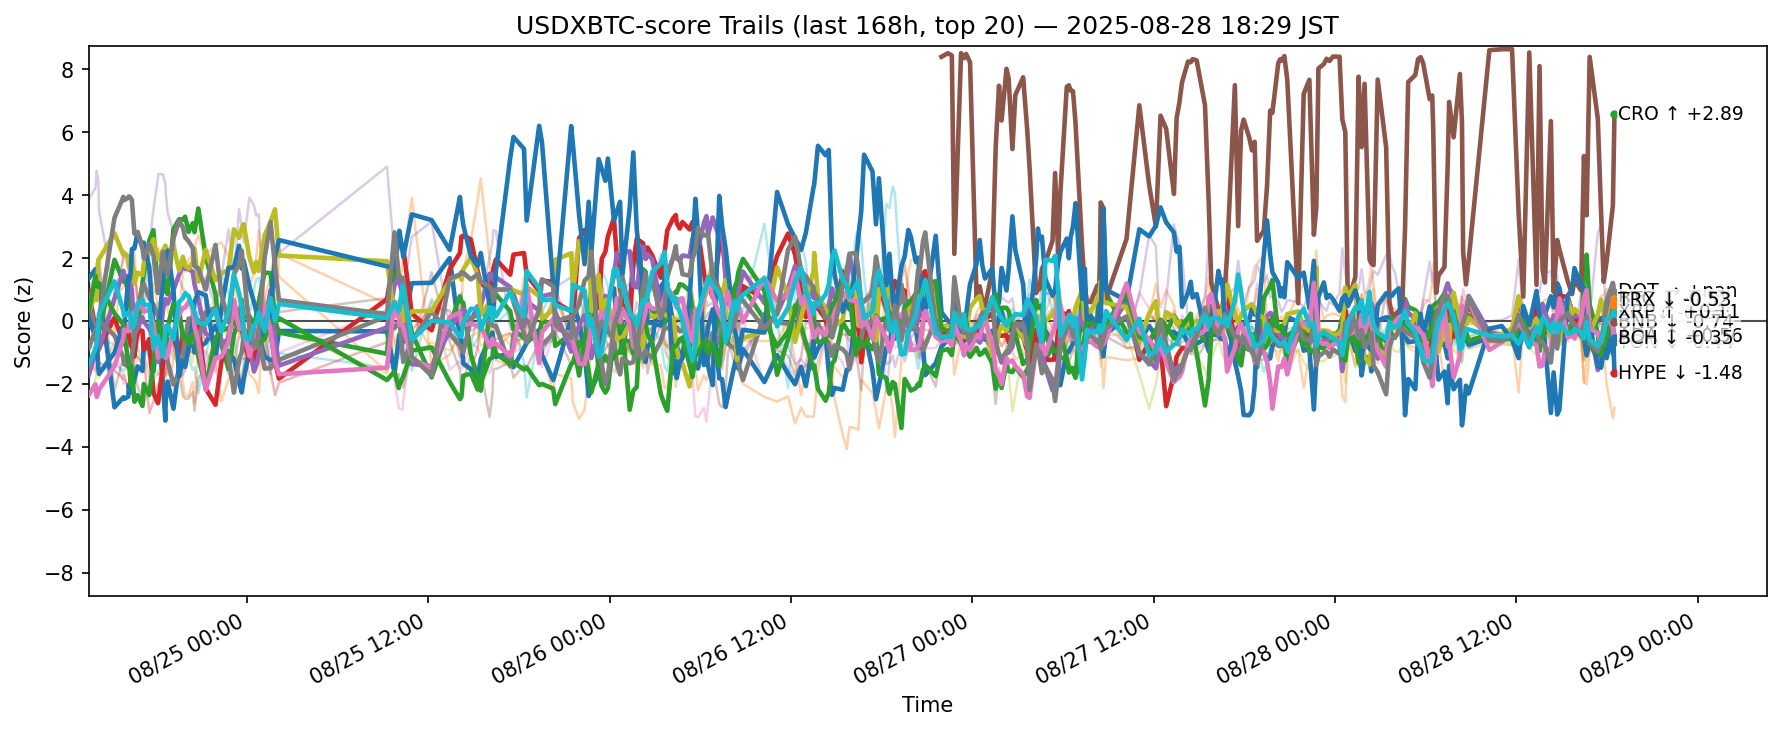 USDXBTC-score Trails (last 168h, top 20) — 2025-08-28 18:29 JST
Score (z)
8
6
4
2
0
−2
−4
−6
−8
CRO ↑ +2.89
TRX ↓ -0.53
XRP ↑ +0.11
BNB ↓ -0.74
BCH ↓ -0.35
HYPE ↓ -1.48
08/25 00:00
08/25 12:00
08/26 00:00
08/26 12:00
08/27 00:00
08/27 12:00
08/28 00:00
08/28 12:00
08/29 00:00
Time